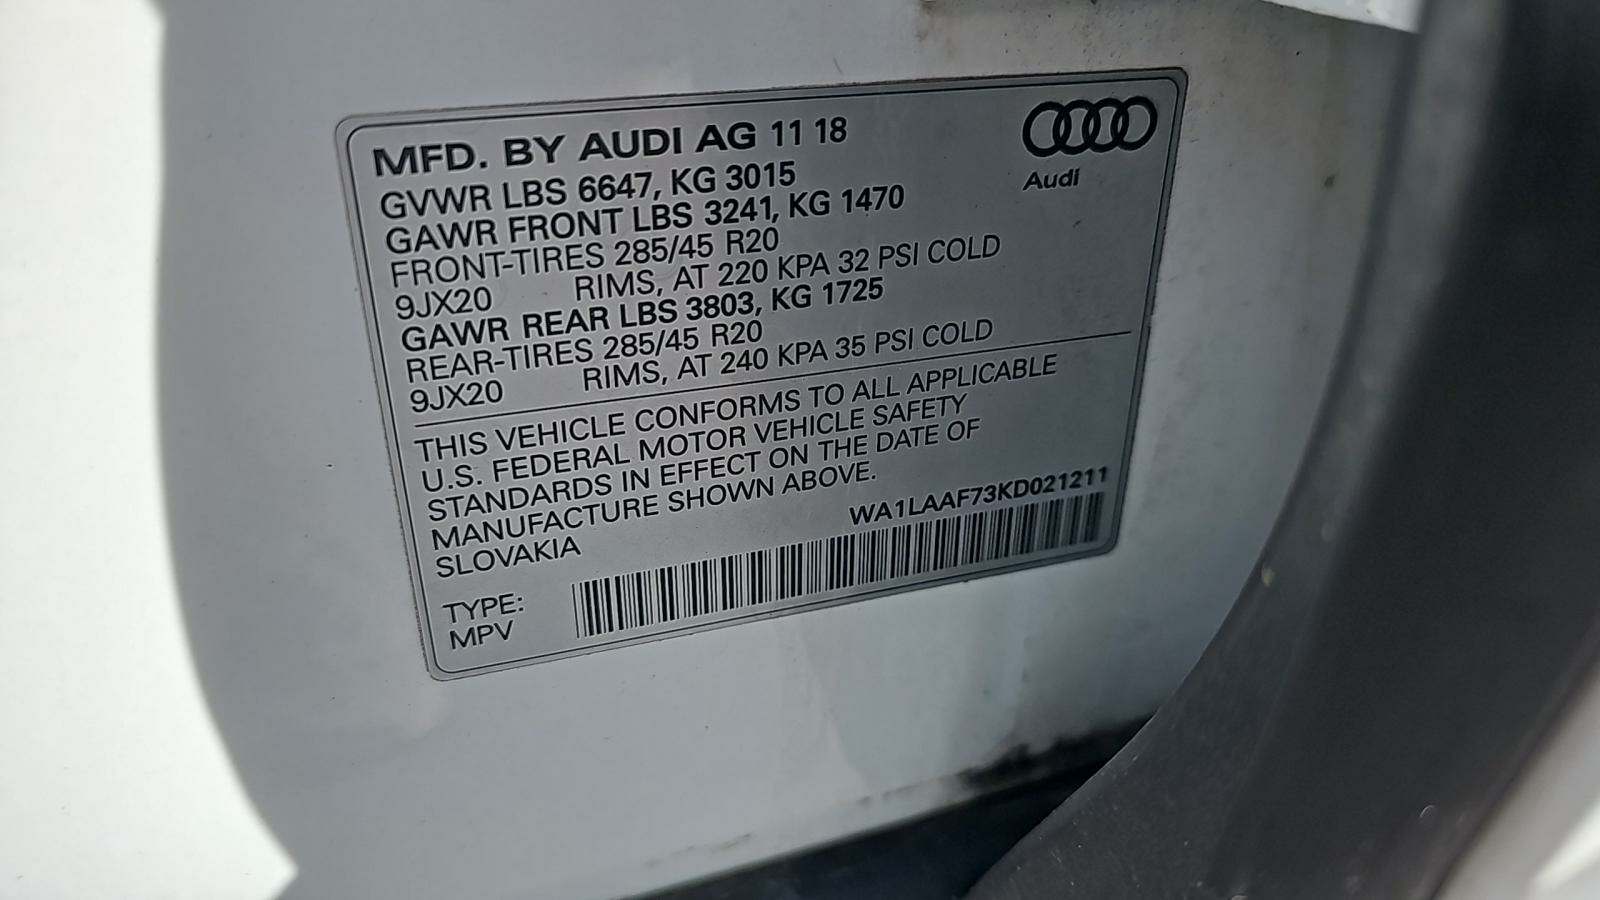 MFD. BY AUDI AG 11 18
Audi
GVWR LBS 6647, KG 3015
GAWR FRONT LBS 3241, KG 1470
FRONT-TIRES 285/45 R20
9JX20 RIMS, AT 220 KPA 32 PSI COLD
GAWR REAR LBS 3803, KG 1725
REAR-TIRES 285/45 R20
9JX20 RIMS, AT 240 KPA 35 PSI COLD
THIS VEHICLE CONFORMS TO ALL APPLICABLE
U.S. FEDERAL MOTOR VEHICLE SAFETY
STANDARDS IN EFFECT ON THE DATE OF
MANUFACTURE SHOWN ABOVE.
SLOVAKIA
WA1LAAF73KD021211
TYPE:
MPV